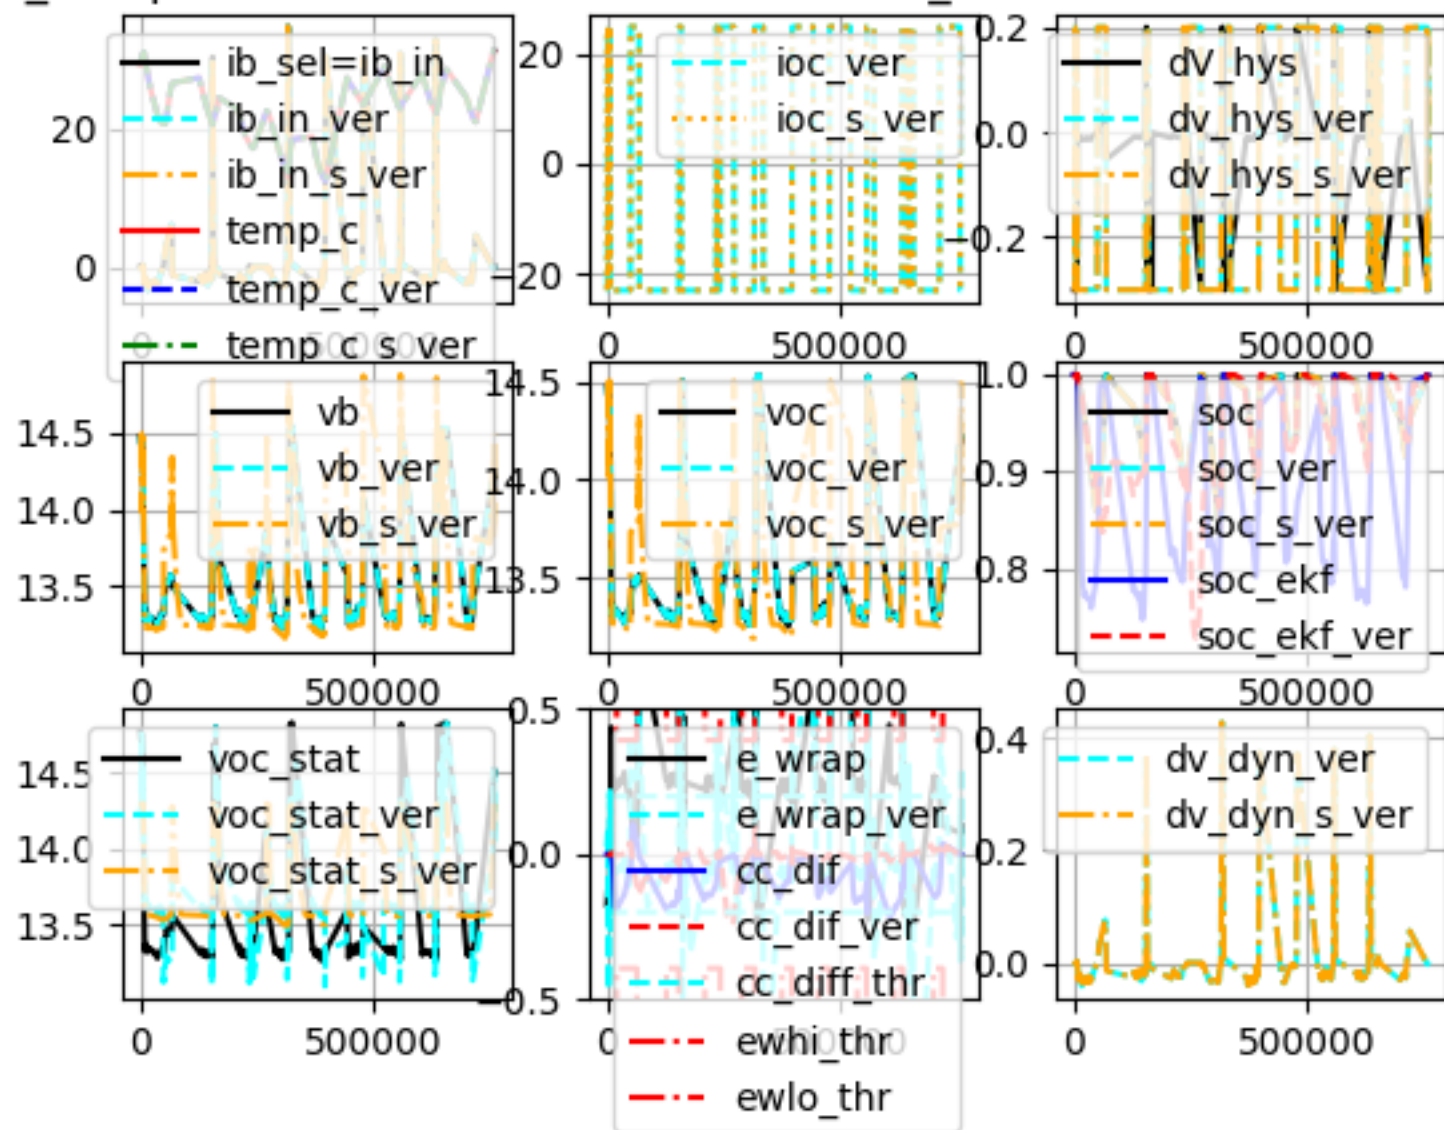 ib_sel=ib_in
ib_in_ver
ib_in_s_ver
temp_c
temp_c_ver
temp_c_s_ver
20
0
0 500000
ioc_ver
ioc_s_ver
20
0
−20
0 500000
dV_hys
dv_hys_ver
dv_hys_s_ver
0.2
0.0
−0.2
0 500000
vb
vb_ver
vb_s_ver
14.5
14.0
13.5
0 500000
voc
voc_ver
voc_s_ver
14.5
14.0
13.5
0 500000
soc
soc_ver
soc_s_ver
soc_ekf
soc_ekf_ver
1.0
0.9
0.8
0 500000
voc_stat
voc_stat_ver
voc_stat_s_ver
14.5
14.0
13.5
0 500000
e_wrap
e_wrap_ver
cc_dif
cc_dif_ver
cc_diff_thr
ewhi_thr
ewlo_thr
0.5
0.0
−0.5
0 500000
dv_dyn_ver
dv_dyn_s_ver
0.4
0.2
0.0
0 500000